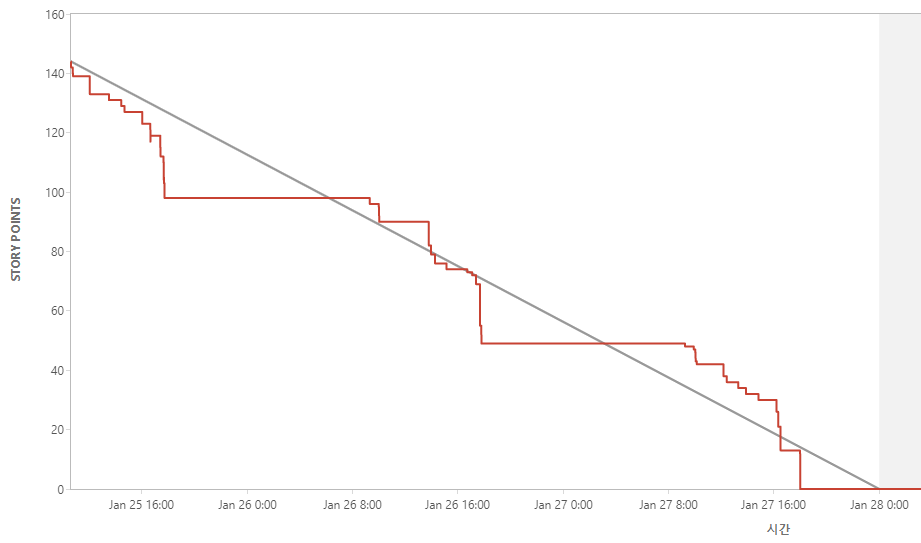 160
140
120
100
80
60
40
20
0
STORY POINTS
Jan 25 16:00
Jan 26 0:00
Jan 26 8:00
Jan 26 16:00
Jan 27 0:00
Jan 27 8:00
Jan 27 16:00
Jan 28 0:00
시간